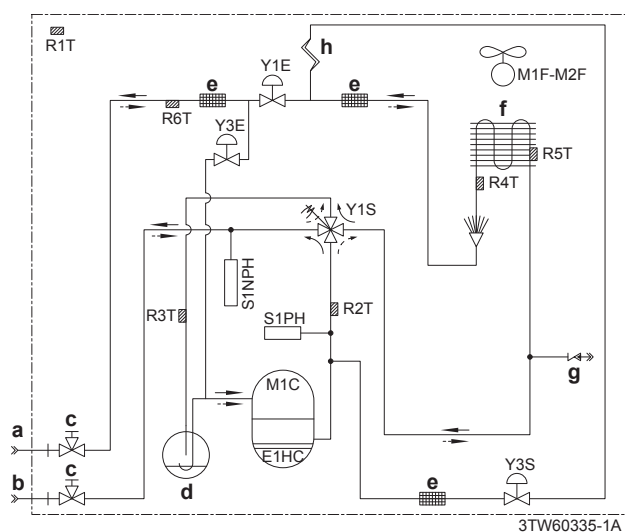 R1T
h
M1F-M2F
Y1E
e
e
f
R6T
Y3E
R5T
R4T
Y1S
S1NPH
R3T
R2T
S1PH
g
M1C
a
c
E1HC
d
b
c
e
Y3S
3TW60335-1A